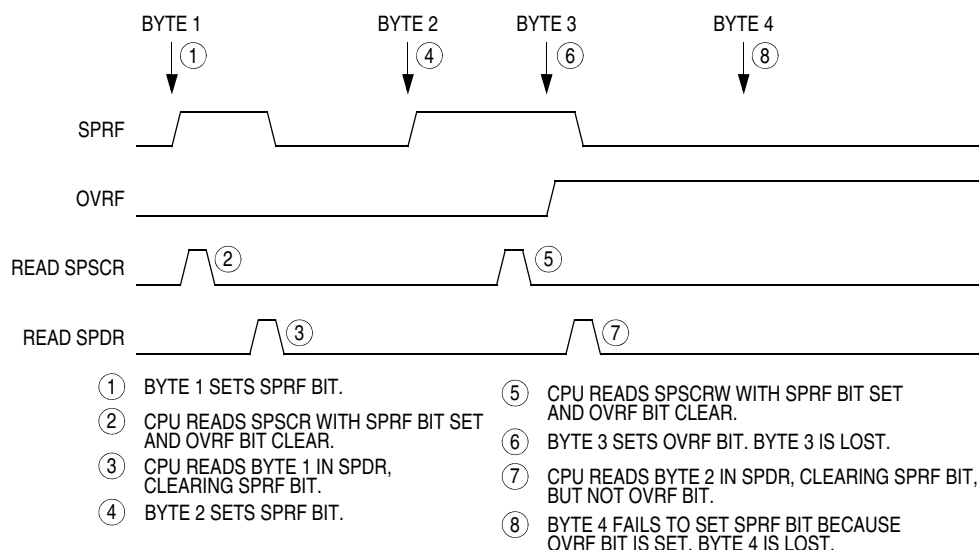 BYTE 1
BYTE 2
BYTE 3
BYTE 4
1
4
6
8
SPRF
OVRF
READ SPSCR
2
5
READ SPDR
3
7
1 BYTE 1 SETS SPRF BIT.
2 CPU READS SPSCR WITH SPRF BIT SET
AND OVRF BIT CLEAR.
3 CPU READS BYTE 1 IN SPDR,
CLEARING SPRF BIT.
4 BYTE 2 SETS SPRF BIT.
5 CPU READS SPSCRW WITH SPRF BIT SET
AND OVRF BIT CLEAR.
6 BYTE 3 SETS OVRF BIT. BYTE 3 IS LOST.
7 CPU READS BYTE 2 IN SPDR, CLEARING SPRF BIT,
BUT NOT OVRF BIT.
8 BYTE 4 FAILS TO SET SPRF BIT BECAUSE
OVRF BIT IS SET. BYTE 4 IS LOST.